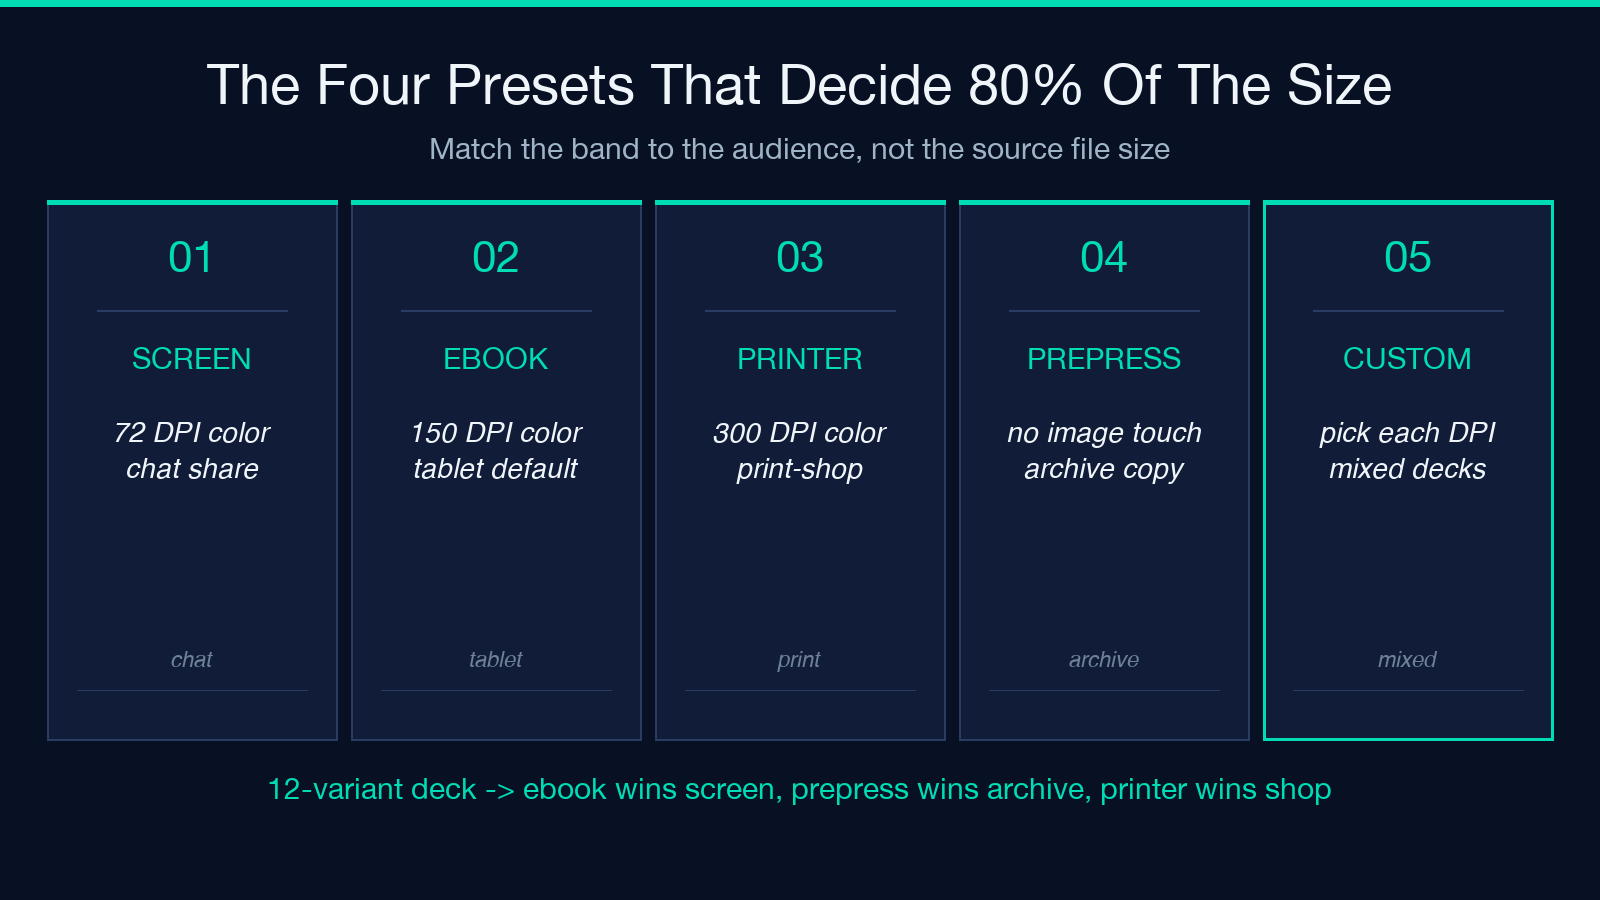 The Four Presets That Decide 80% Of The Size
Match the band to the audience, not the source file size
01
SCREEN
72 DPI color
chat share
chat
02
EBOOK
150 DPI color
tablet default
tablet
03
PRINTER
300 DPI color
print-shop
print
04
PREPRESS
no image touch
archive copy
archive
05
CUSTOM
pick each DPI
mixed decks
mixed
12-variant deck -> ebook wins screen, prepress wins archive, printer wins shop